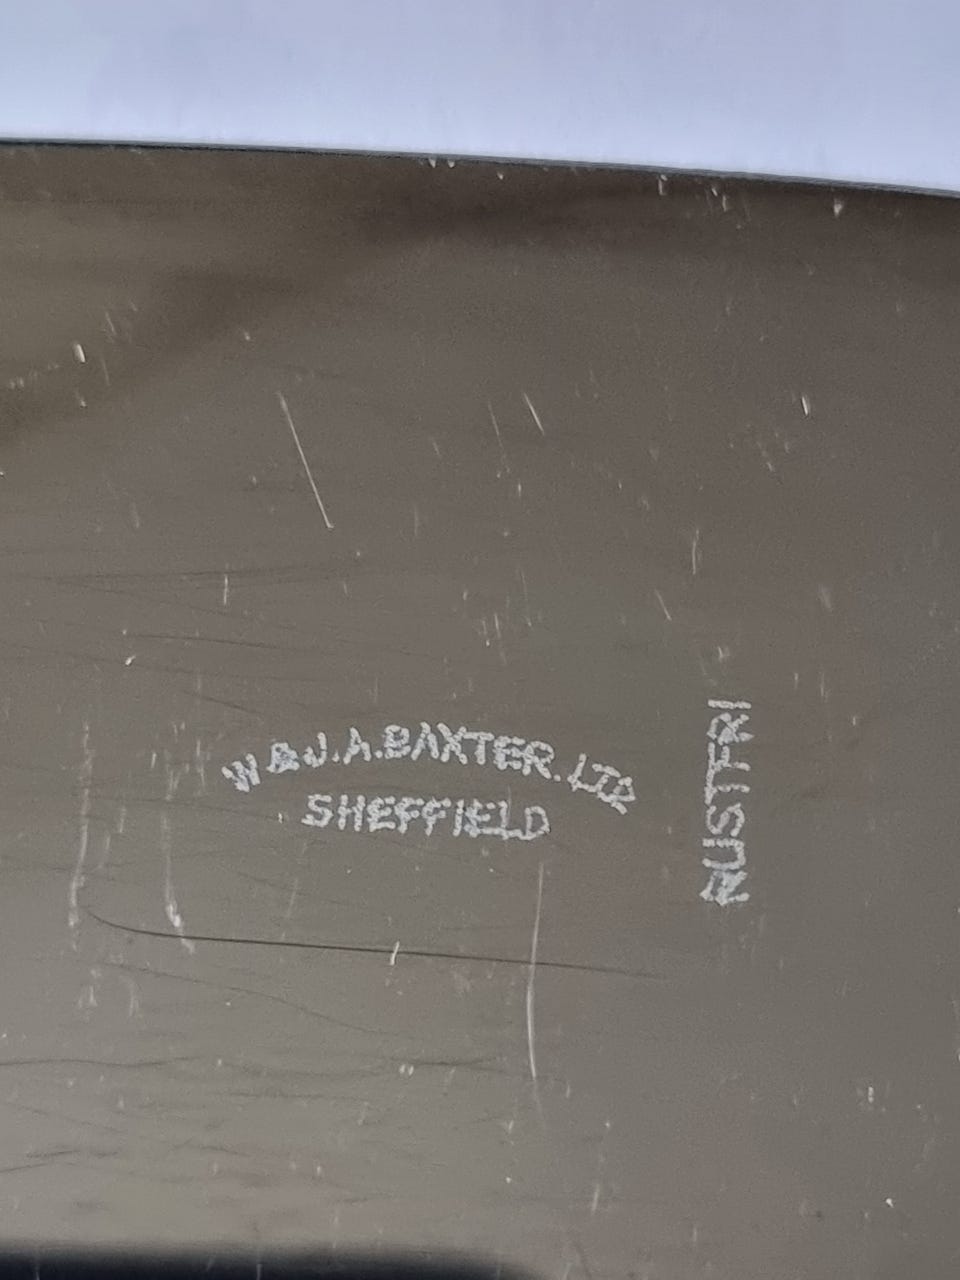 W & J.A.BAXTER.LTD
SHEFFIELD
RUSTFRI